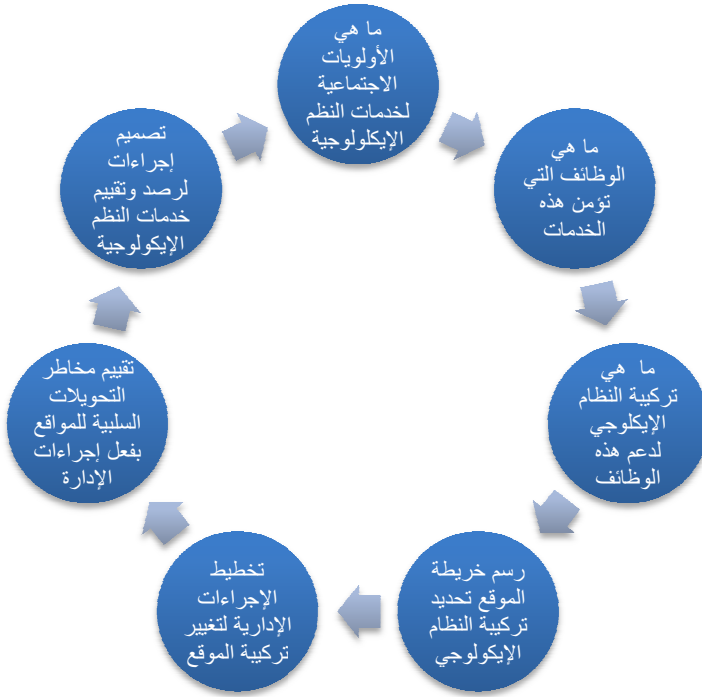 ما هي
الأولويات
الاجتماعية
لخدمات النظم
الإيكلولوجية
ما هي
الوظائف التي
تؤمن هذه
الخدمات
ما هي
تركيبة النظام
الإيكلوجي
لدعم هذه
الوظائف
رسم خريطة
الموقع تحديد
تركيبة النظام
الإيكولوجي
تخطيط
الإجراءات
الإدارية لتغيير
تركيبة الموقع
تقييم مخاطر
التحويلات
السلبية للمواقع
بفعل إجراءات
الإدارة
تصميم
إجراءات
لرصد وتقييم
خدمات النظم
الإيكولوجية